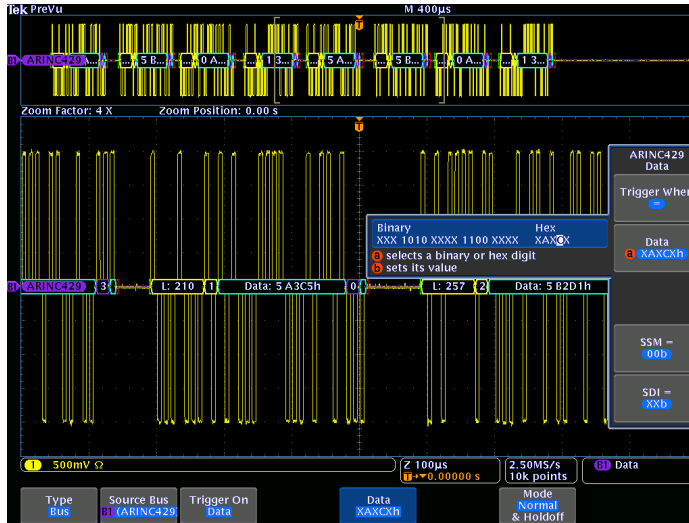 Tek PreVu M 400µs
T
B1 ARINC429 ...A... ... 5 B... ... 0 A... ... 1 3... ... 5 A... ... 5 B... ... 0 A... ... 1 3...
Zoom Factor: 4 X Zoom Position: 0.00 s
T
ARINC429
Data
Trigger When
=
Binary Hex
XXX 1010 XXXX 1100 XXXX XAXCX
a selects a binary or hex digit
b sets its value
Data
a XAXCXh
B1 ARINC429 3 L: 210 1 Data: 5 A3C5h 0 L: 257 2 Data: 5 B2D1h
SSM =
00b
SDI =
XXb
1 500mV Ω
Z 100µs
T→▼0.00000 s
2.50MS/s
10k points
B1 Data
Type
Bus
Source Bus
B1 (ARINC429)
Trigger On
Data
Data
XAXCXh
Mode
Normal
& Holdoff